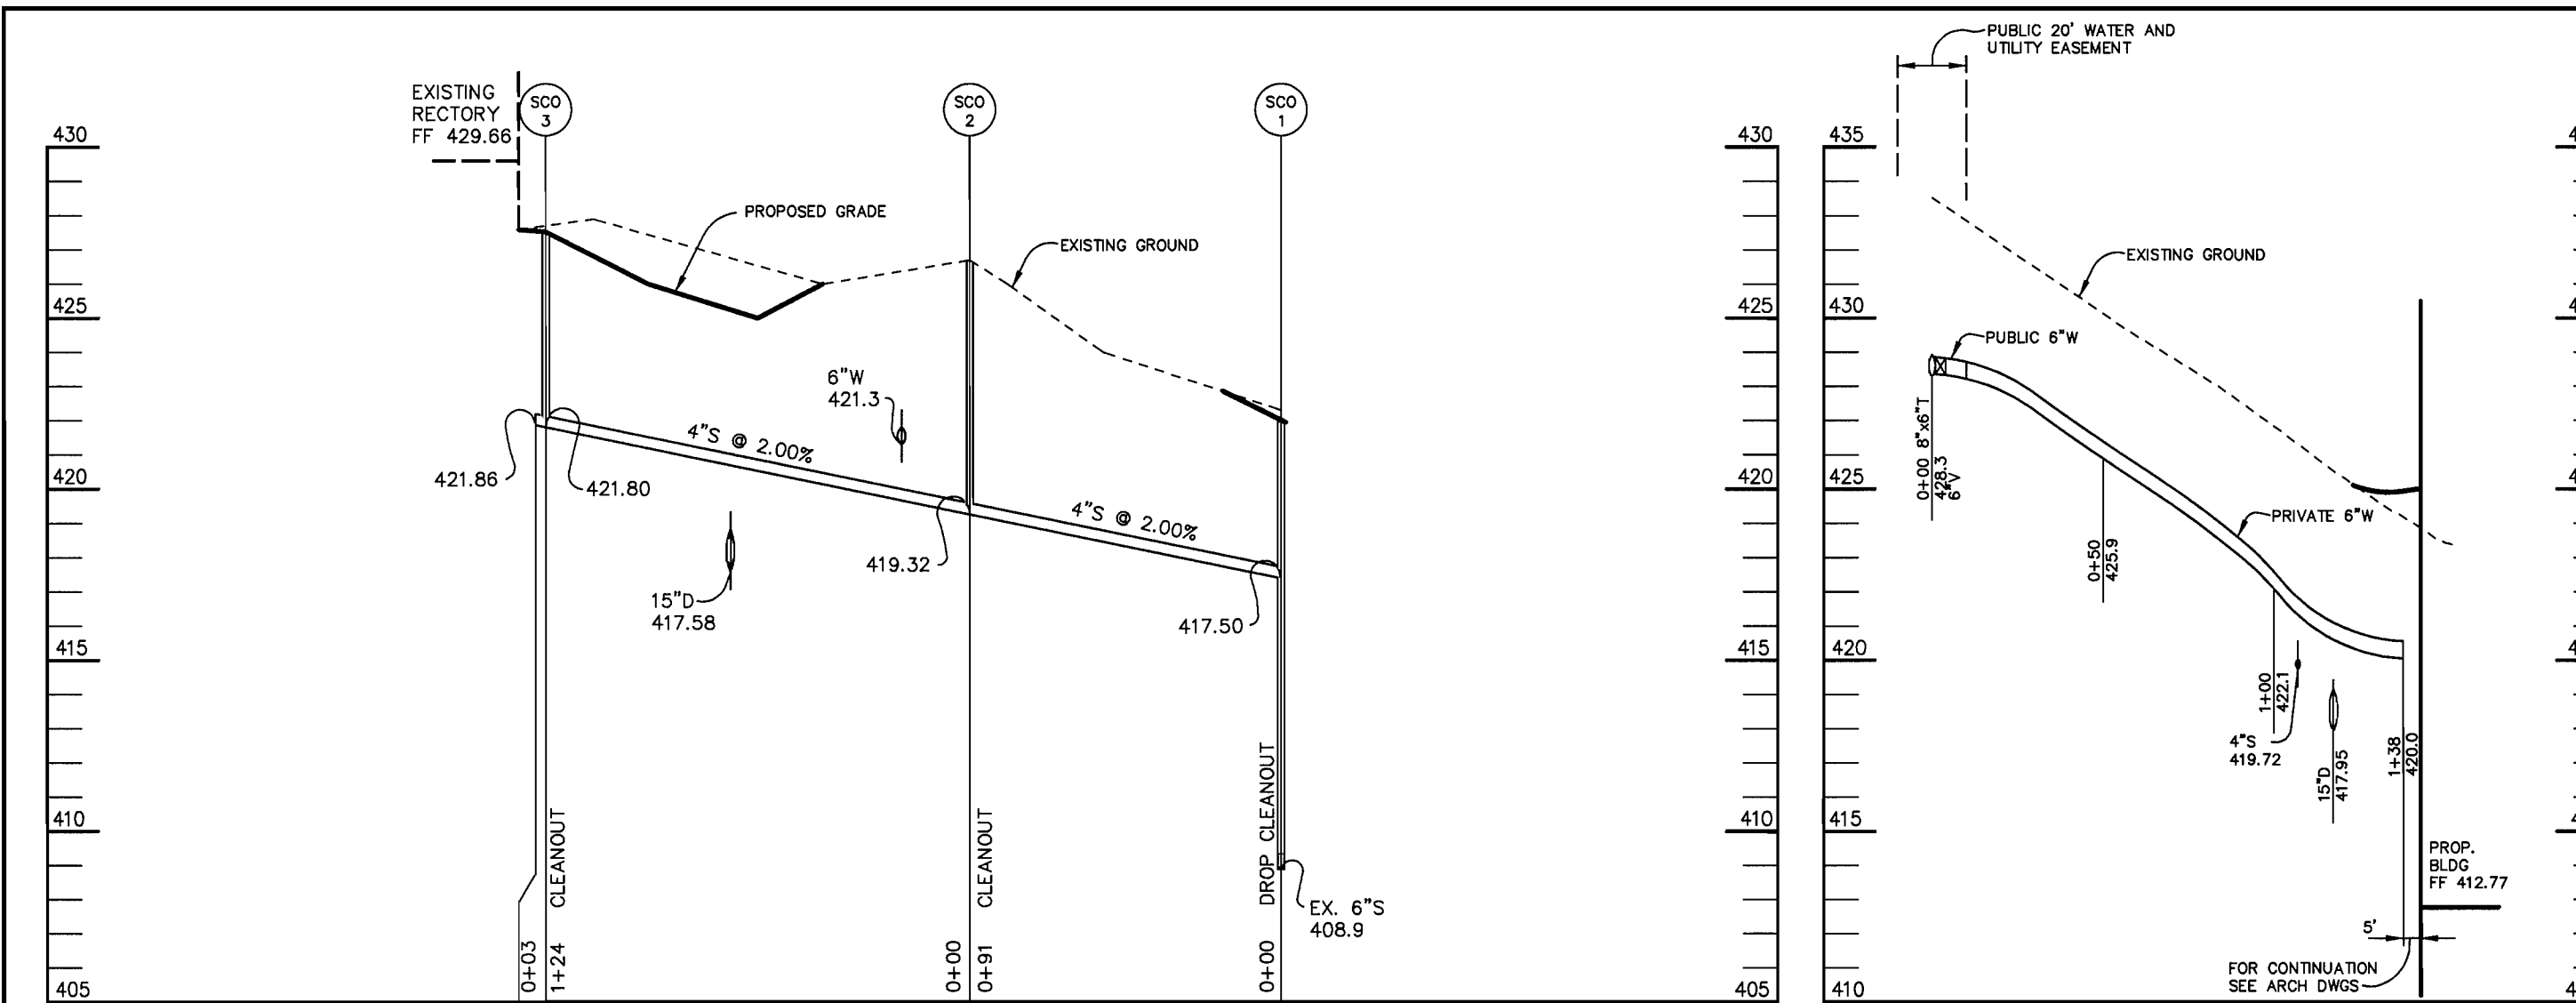 PUBLIC 20' WATER AND
UTILITY EASEMENT
EXISTING
RECTORY
FF 429.66
SCO
3
SCO
2
SCO
1
430
425
420
415
410
405
PROPOSED GRADE
EXISTING GROUND
6"W
421.3
4"S @ 2.00%
4"S @ 2.00%
421.86
421.80
419.32
417.50
15"D
417.58
0+03
1+24 CLEANOUT
0+00
0+91 CLEANOUT
0+00 DROP CLEANOUT
EX. 6"S
408.9
430
425
420
415
410
405
435
430
425
420
415
410
EXISTING GROUND
PUBLIC 6"W
0+00 8"x6"T
428.3
6"V
PRIVATE 6"W
0+50
425.9
1+00
422.1
4"S
419.72
15"D
417.95
1+38
420.0
PROP.
BLDG
FF 412.77
5'
FOR CONTINUATION
SEE ARCH DWGS